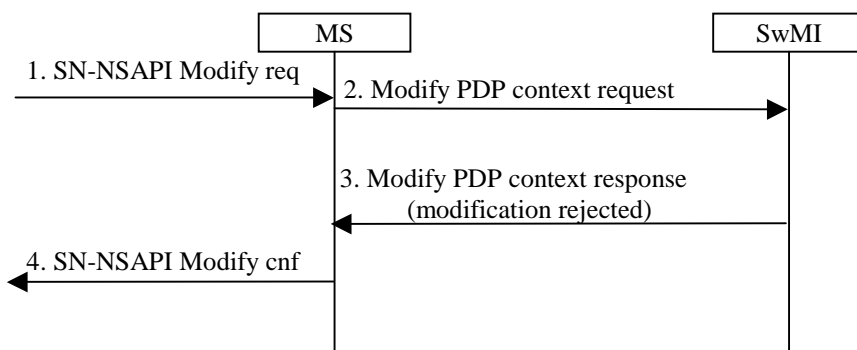 MS
SwMI
1. SN-NSAPI Modify req
2. Modify PDP context request
3. Modify PDP context response
(modification rejected)
4. SN-NSAPI Modify cnf